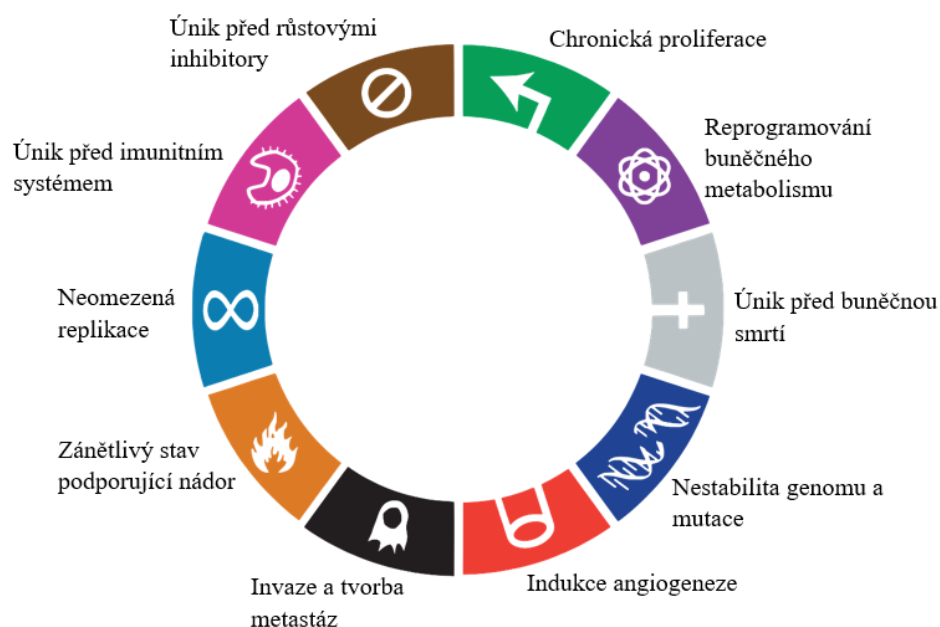 Únik před růstovými
inhibitory
Chronická proliferace
Reprogramování
buněčného
metabolismu
Únik před imunitním
systémem
Neomezená
replikace
Únik před buněčnou
smrtí
Zánětlivý stav
podporující nádor
Nestabilita genomu a
mutace
Invaze a tvorba
metastáz
Indukce angiogeneze